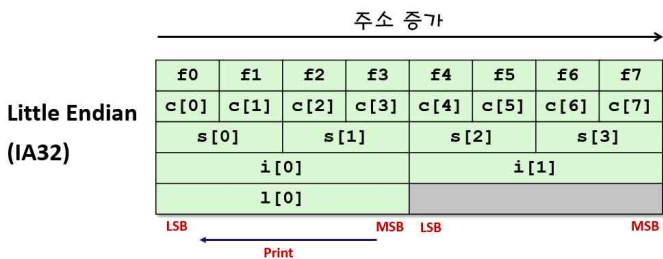 주소 증가
Little Endian
(IA32)
f0 f1 f2 f3 f4 f5 f6 f7
c[0] c[1] c[2] c[3] c[4] c[5] c[6] c[7]
s[0] s[1] s[2] s[3]
i[0] i[1]
l[0]
LSB MSB LSB MSB
Print